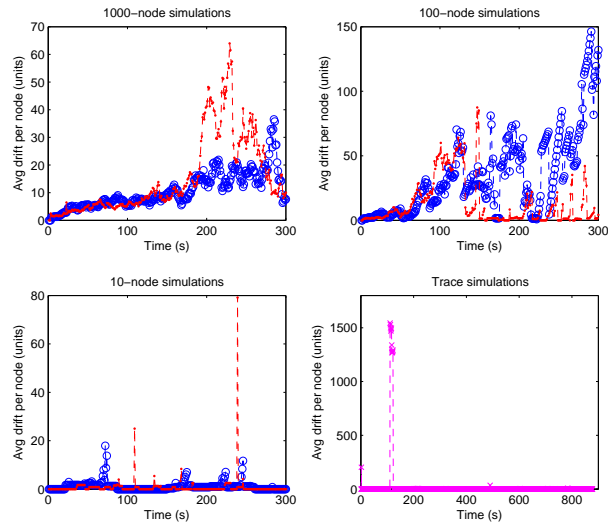 1000−node simulations
Avg drift per node (units)
70
60
50
40
30
20
10
0
0 100 200 300
Time (s)
100−node simulations
Avg drift per node (units)
150
100
50
0
0 100 200 300
Time (s)
10−node simulations
Avg drift per node (units)
80
60
40
20
0
0 100 200 300
Time (s)
Trace simulations
Avg drift per node (units)
1500
1000
500
0
0 200 400 600 800
Time (s)